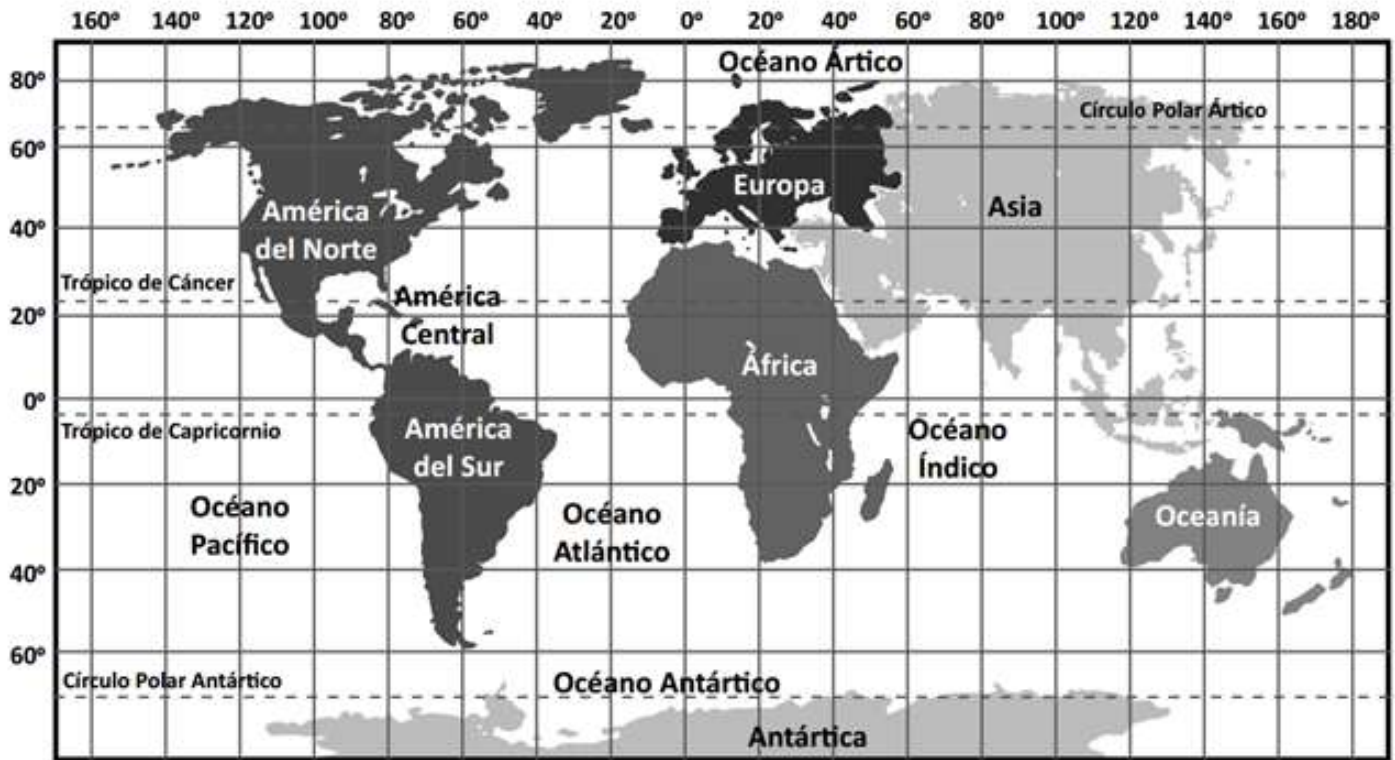 160º 140º 120º 100º 80º 60º 40º 20º 0º 20º 40º 60º 80º 100º 120º 140º 160º 180º
Océano Ártico
80º
Círculo Polar Ártico
60º
Europa
América
del Norte
Asia
40º
Trópico de Cáncer
América
Central
20º
África
0º
Trópico de Capricornio
América
del Sur
Océano
Índico
20º
Océano
Pacífico
Océano
Atlántico
Oceanía
40º
60º
Círculo Polar Antártico
Océano Antártico
Antártica